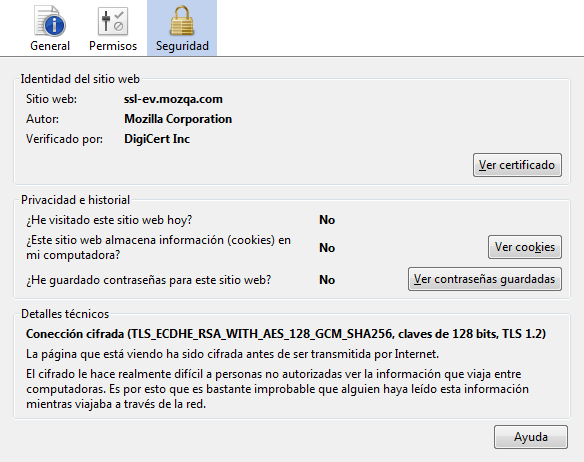 General Permisos Seguridad
Identidad del sitio web
Sitio web: ssl-ev.mozqa.com
Autor: Mozilla Corporation
Verificado por: DigiCert Inc
Ver certificado
Privacidad e historial
¿He visitado este sitio web hoy? No
¿Este sitio web almacena información (cookies) en
mi computadora? No Ver cookies
¿He guardado contraseñas para este sitio web? No Ver contraseñas guardadas
Detalles técnicos
Conección cifrada (TLS_ECDHE_RSA_WITH_AES_128_GCM_SHA256, claves de 128 bits, TLS 1.2)
La página que está viendo ha sido cifrada antes de ser transmitida por Internet.
El cifrado le hace realmente difícil a personas no autorizadas ver la información que viaja entre
computadoras. Es por esto que es bastante improbable que alguien haya leído esta información
mientras viajaba a través de la red.
Ayuda